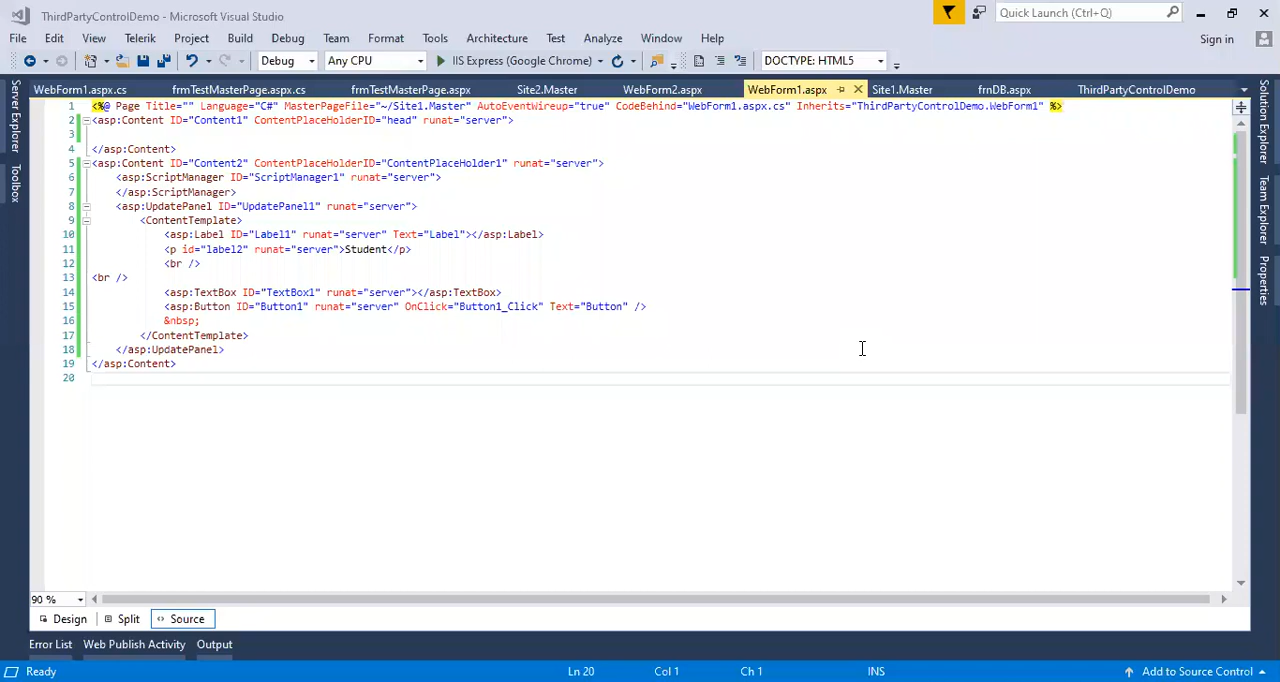 ThirdPartyControlDemo - Microsoft Visual Studio
Quick Launch (Ctrl+Q)
File Edit View Telerik Project Build Debug Team Format Tools Architecture Test Analyze Window Help
Sign in
Debug Any CPU IIS Express (Google Chrome) DOCTYPE: HTML5
WebForm1.aspx.cs frmTestMasterPage.aspx.cs frmTestMasterPage.aspx Site2.Master WebForm2.aspx WebForm1.aspx Site1.Master frnDB.aspx ThirdPartyControlDemo
Server Explorer
Toolbox
Solution Explorer
Team Explorer
Properties
1 <%@ Page Title="" Language="C#" MasterPageFile="~/Site1.Master" AutoEventWireup="true" CodeBehind="WebForm1.aspx.cs" Inherits="ThirdPartyControlDemo.WebForm1" %>
2 <asp:Content ID="Content1" ContentPlaceHolderID="head" runat="server">
3
4 </asp:Content>
5 <asp:Content ID="Content2" ContentPlaceHolderID="ContentPlaceHolder1" runat="server">
6 <asp:ScriptManager ID="ScriptManager1" runat="server">
7 </asp:ScriptManager>
8 <asp:UpdatePanel ID="UpdatePanel1" runat="server">
9 <ContentTemplate>
10 <asp:Label ID="Label1" runat="server" Text="Label"></asp:Label>
11 <p id="label2" runat="server">Student</p>
12 <br />
13 <br />
14 <asp:TextBox ID="TextBox1" runat="server"></asp:TextBox>
15 <asp:Button ID="Button1" runat="server" OnClick="Button1_Click" Text="Button" />
16 &nbsp;
17 </ContentTemplate>
18 </asp:UpdatePanel>
19 </asp:Content>
20
90 %
Design Split Source
Error List Web Publish Activity Output
Ready Ln 20 Col 1 Ch 1 INS Add to Source Control